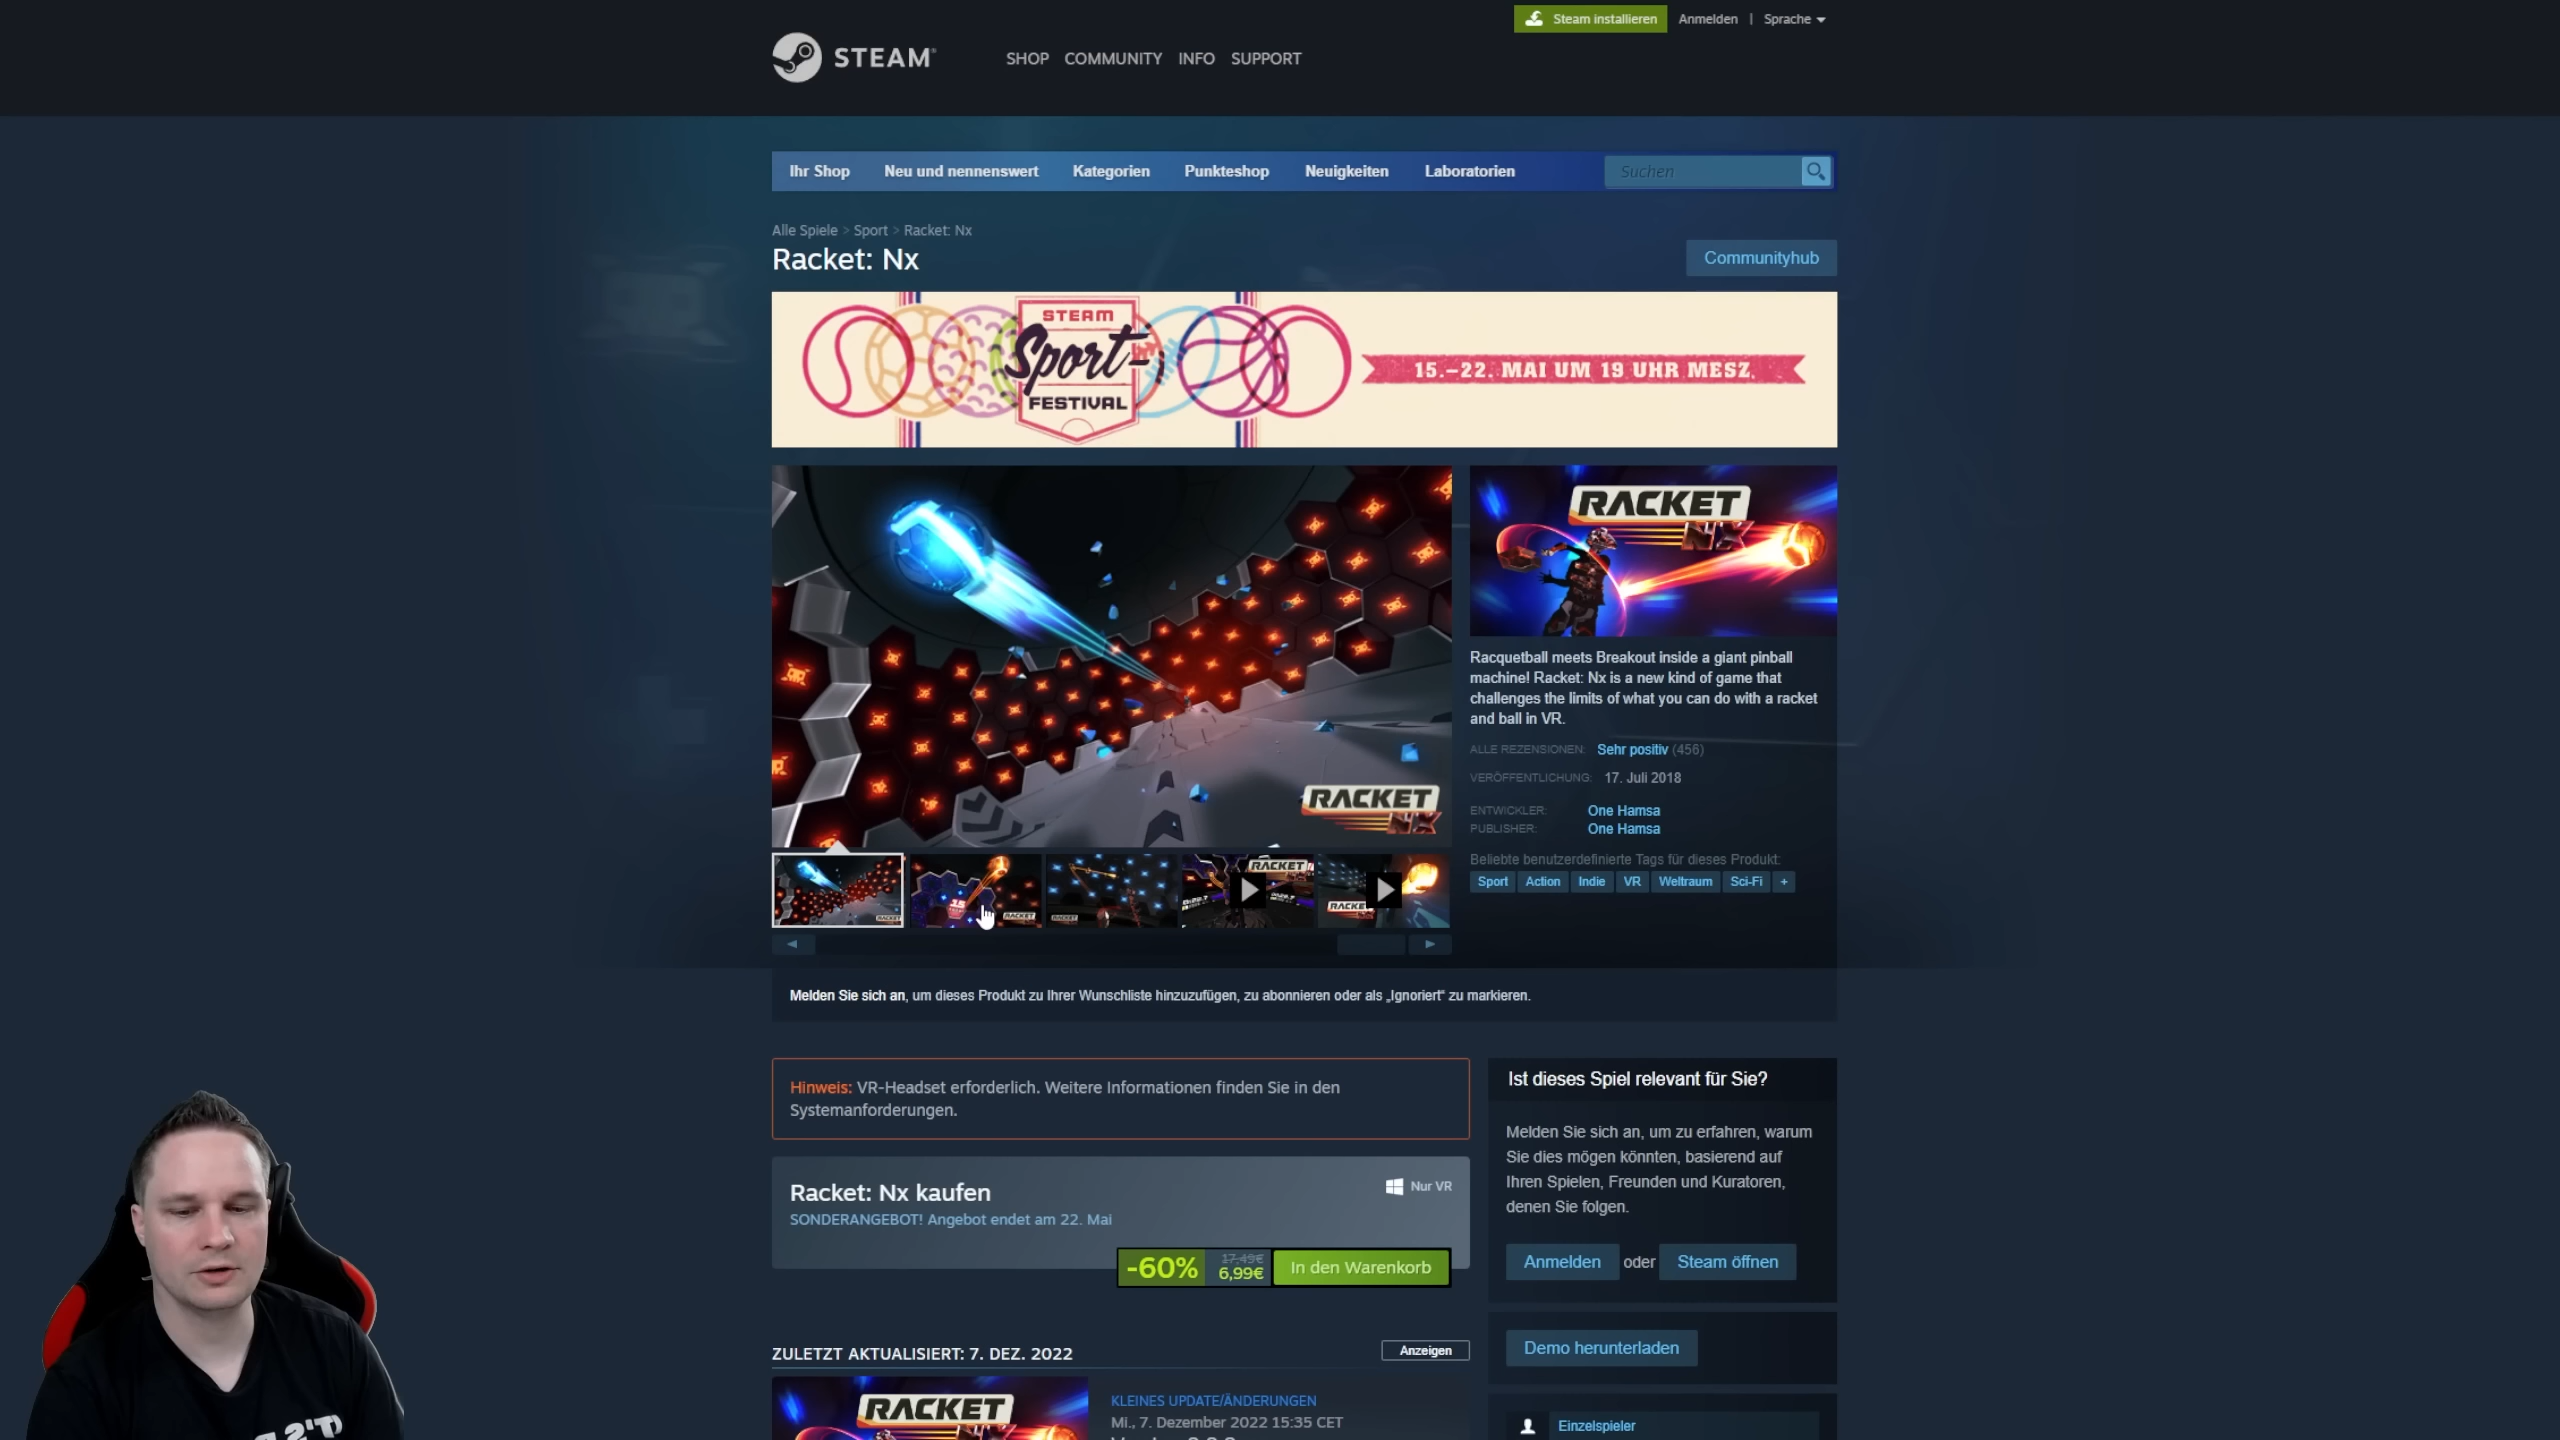 Steam installieren
Anmelden | Sprache
STEAM
SHOP COMMUNITY INFO SUPPORT
Ihr Shop Neu und nennenswert Kategorien Punkteshop Neuigkeiten Laboratorien Suchen
Alle Spiele > Sport > Racket: Nx
Racket: Nx
Communityhub
STEAM
Sport-
FESTIVAL
15.–22. MAI UM 19 UHR MESZ
RACKET
NX
RACKET
NX
Racquetball meets Breakout inside a giant pinball
machine! Racket: Nx is a new kind of game that
challenges the limits of what you can do with a racket
and ball in VR.
ALLE REZENSIONEN: Sehr positiv (456)
VERÖFFENTLICHUNG: 17. Juli 2018
ENTWICKLER: One Hamsa
PUBLISHER: One Hamsa
Beliebte benutzerdefinierte Tags für dieses Produkt:
Sport Action Indie VR Weltraum Sci-Fi +
RACKET
RACKET
RACKET
RACKET
RACKET
Melden Sie sich an, um dieses Produkt zu Ihrer Wunschliste hinzuzufügen, zu abonnieren oder als „Ignoriert“ zu markieren.
Hinweis: VR-Headset erforderlich. Weitere Informationen finden Sie in den
Systemanforderungen.
Racket: Nx kaufen
Nur VR
SONDERANGEBOT! Angebot endet am 22. Mai
-60% 17,49€
6,99€
In den Warenkorb
Ist dieses Spiel relevant für Sie?
Melden Sie sich an, um zu erfahren, warum
Sie dies mögen könnten, basierend auf
Ihren Spielen, Freunden und Kuratoren,
denen Sie folgen.
Anmelden oder Steam öffnen
Demo herunterladen
Einzelspieler
ZULETZT AKTUALISIERT: 7. DEZ. 2022
Anzeigen
RACKET
KLEINES UPDATE/ÄNDERUNGEN
Mi., 7. Dezember 2022 15:35 CET